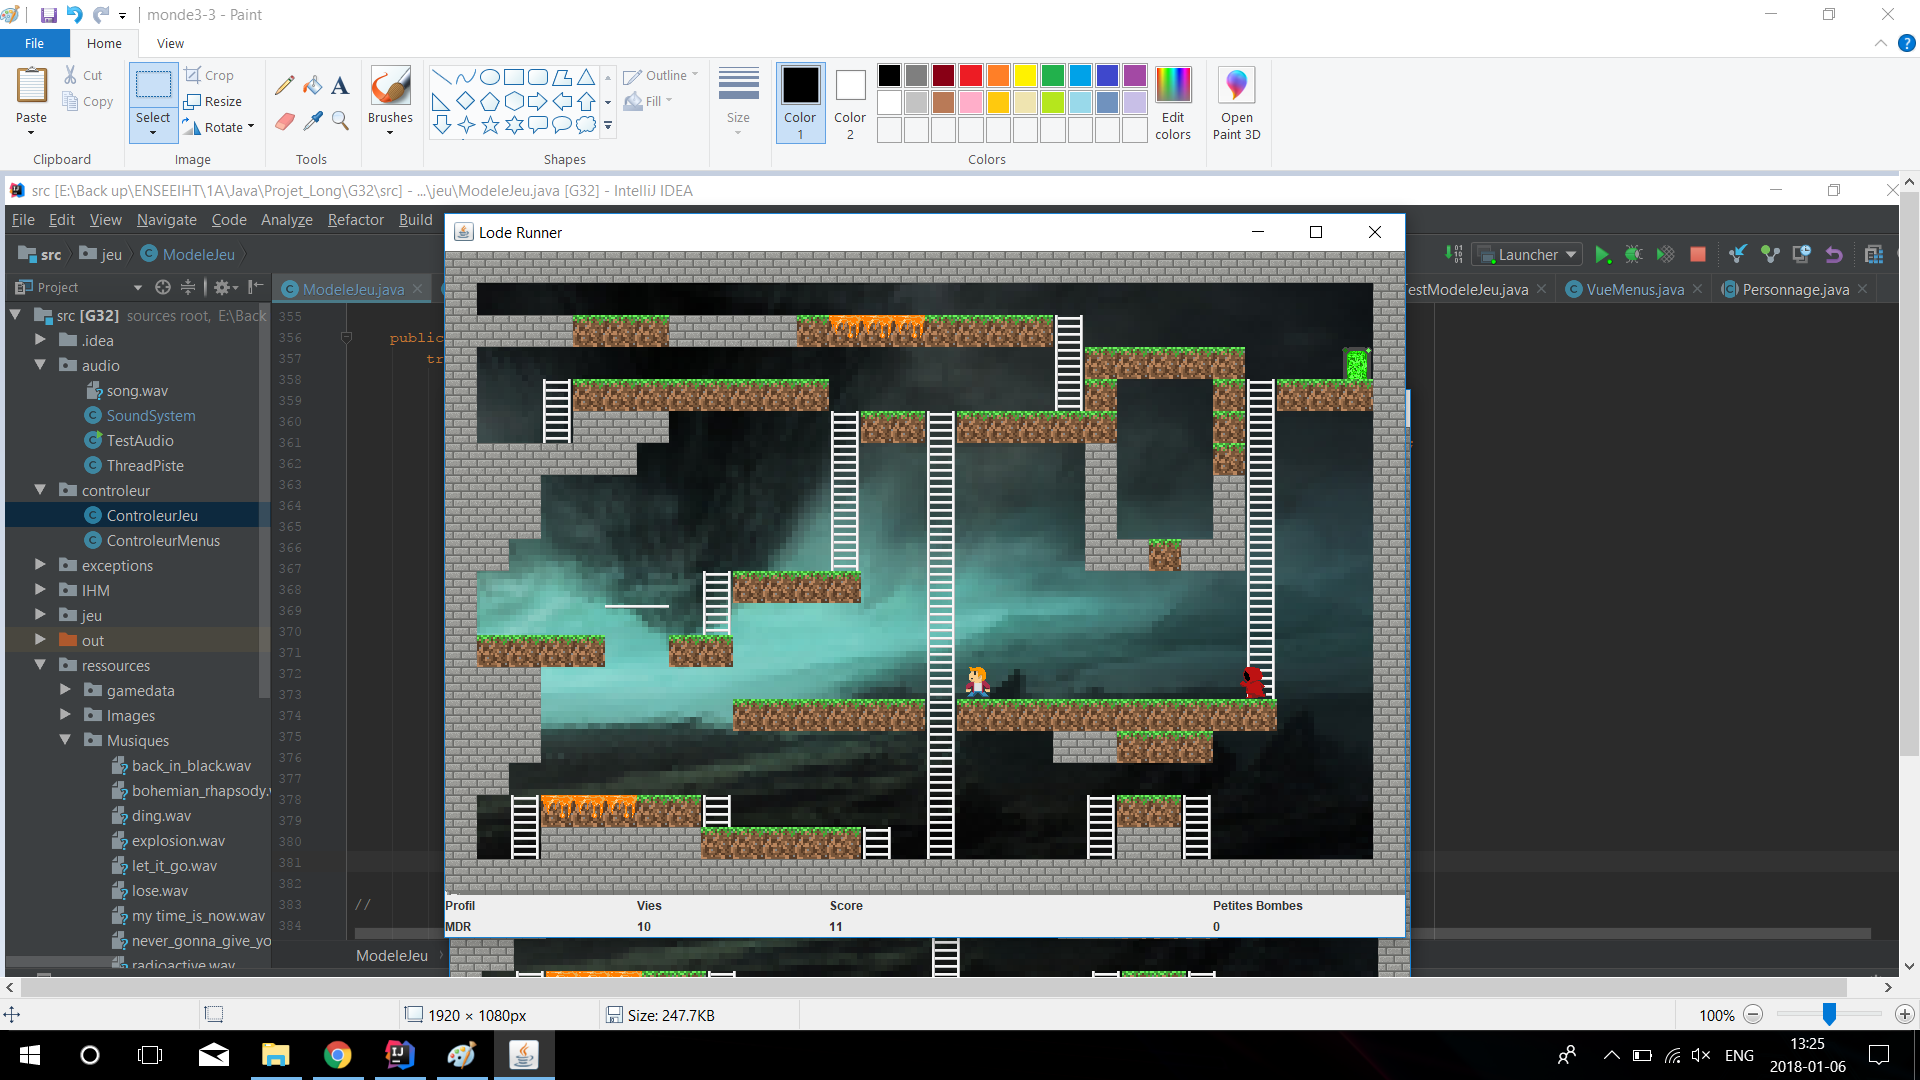 monde3-3 - Paint
File Home View
Paste
Cut
Copy
Clipboard
Select
Crop
Resize
Rotate
Image
Tools
Brushes
Outline
Fill
Shapes
Size
Color 1
Color 2
Edit colors
Open Paint 3D
Colors
src [E:\Back up\ENSEEIHT\1A\Java\Projet_Long\G32\src] - ...\jeu\ModeleJeu.java [G32] - IntelliJ IDEA
File Edit View Navigate Code Analyze Refactor Build
src jeu ModeleJeu
Launcher
Project
ModeleJeu.java
estModeleJeu.java
VueMenus.java
Personnage.java
src [G32] sources root, E:\Back
.idea
audio
song.wav
SoundSystem
TestAudio
ThreadPiste
controleur
ControleurJeu
ControleurMenus
exceptions
IHM
jeu
out
ressources
gamedata
Images
Musiques
back_in_black.wav
bohemian_rhapsody.
ding.wav
explosion.wav
let_it_go.wav
lose.wav
my time_is_now.wav
never_gonna_give_yo
radioactive.wav
355
356 public
357 tr
358
359
360
361
362
363
364
365
366
367
368
369
370
371
372
373
374
375
376
377
378
379
380
381
382
383 //
384
ModeleJeu
Lode Runner
Profil Vies Score Petites Bombes
MDR 10 11 0
1920 × 1080px
Size: 247.7KB
100%
ENG
13:25
2018-01-06